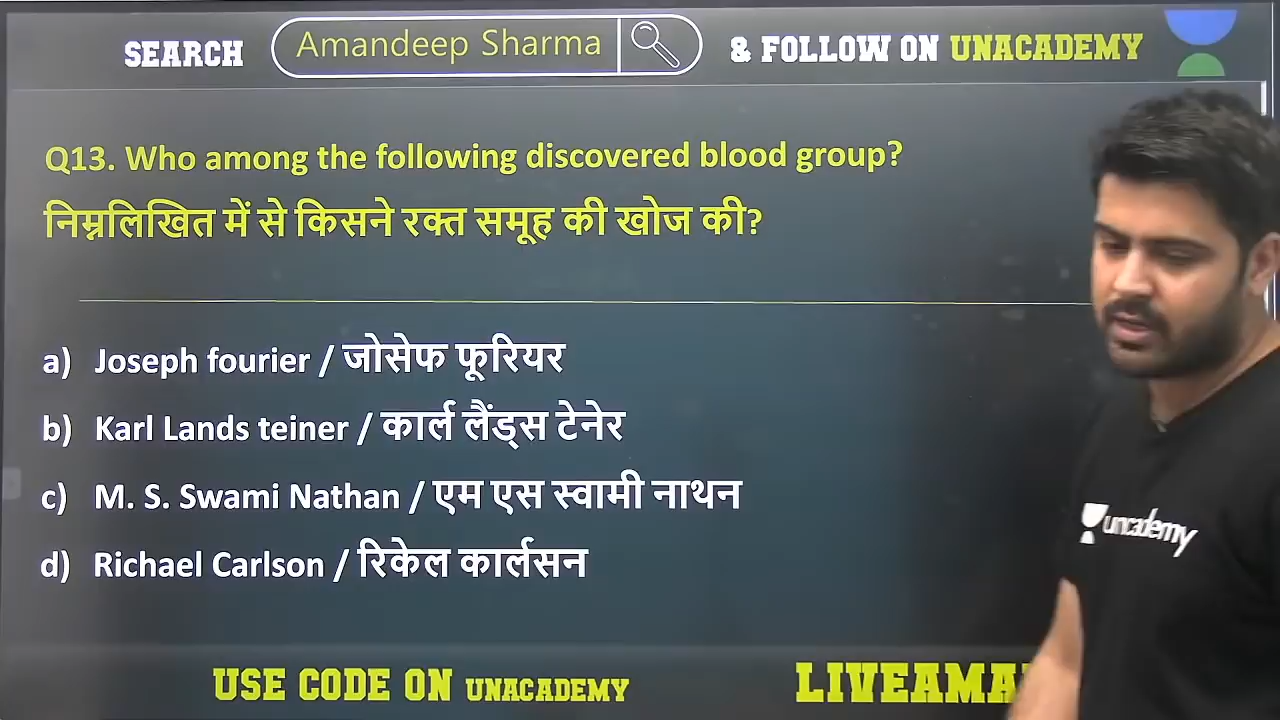 SEARCH Amandeep Sharma & FOLLOW ON UNACADEMY
Q13. Who among the following discovered blood group?
निम्नलिखित में से किसने रक्त समूह की खोज की?
a) Joseph fourier / जोसेफ फूरियर
b) Karl Lands teiner / कार्ल लैंड्स टेनेर
c) M. S. Swami Nathan / एम एस स्वामी नाथन
d) Richael Carlson / रिकेल कार्लसन
unacademy
USE CODE ON UNACADEMY LIVEAMA